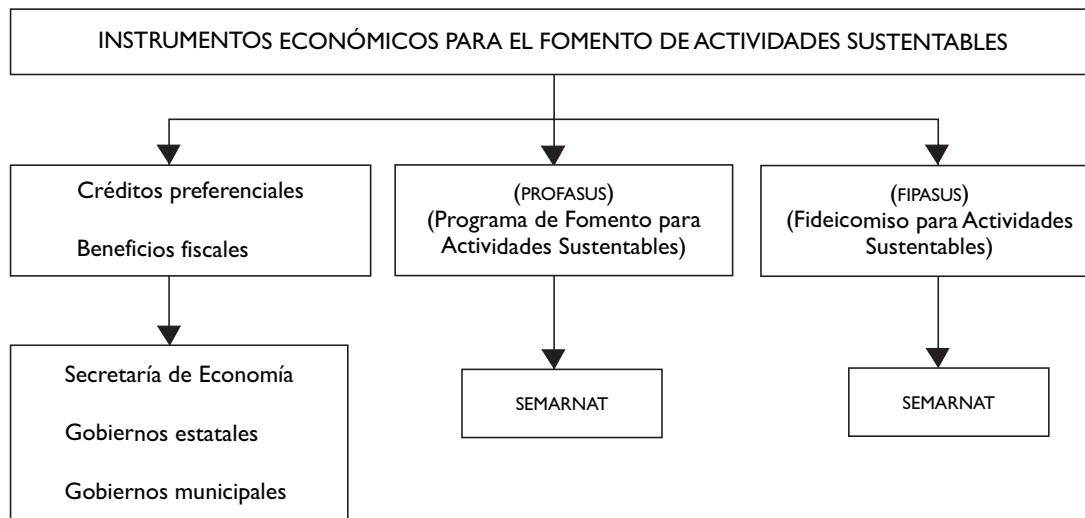 INSTRUMENTOS ECONÓMICOS PARA EL FOMENTO DE ACTIVIDADES SUSTENTABLES
Créditos preferenciales
Beneficios fiscales
(PROFASUS)
(Programa de Fomento para
Actividades Sustentables)
(FIPASUS)
(Fideicomiso para Actividades
Sustentables)
Secretaría de Economía
Gobiernos estatales
Gobiernos municipales
SEMARNAT
SEMARNAT